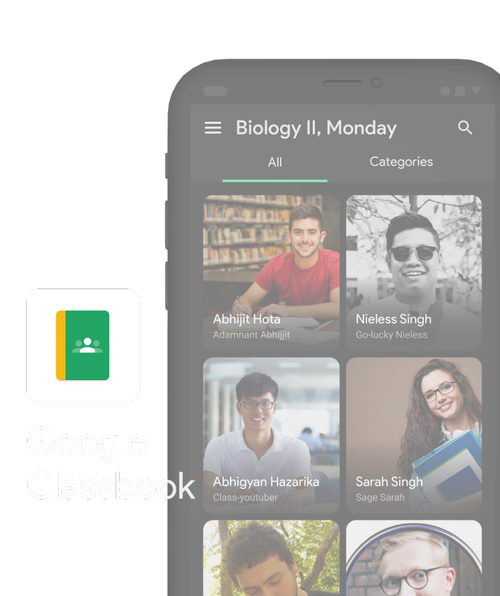 Biology II, Monday
All
Categories
Abhijit Hota
Adamnant Abhijit
Nieless Singh
Go-lucky Nieless
Abhigyan Hazarika
Class-youtuber
Sarah Singh
Sage Sarah
Google
Classbook